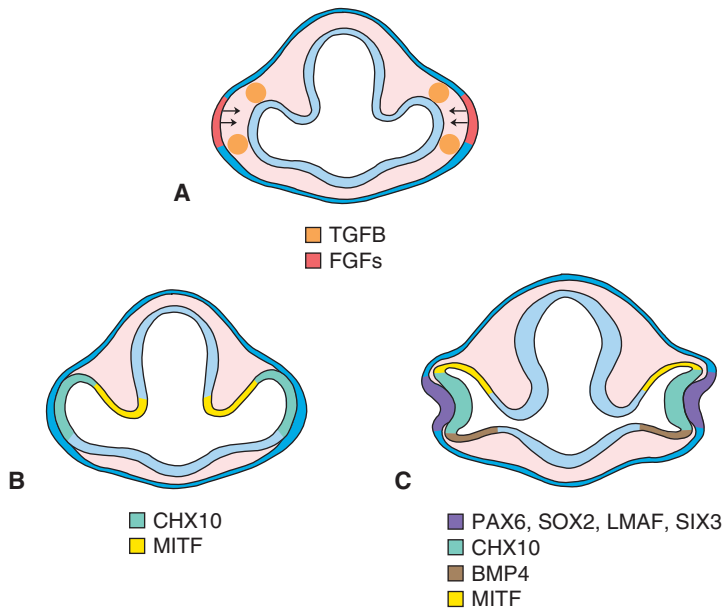 A
TGFB
FGFs
B
CHX10
MITF
C
PAX6, SOX2, LMAF, SIX3
CHX10
BMP4
MITF